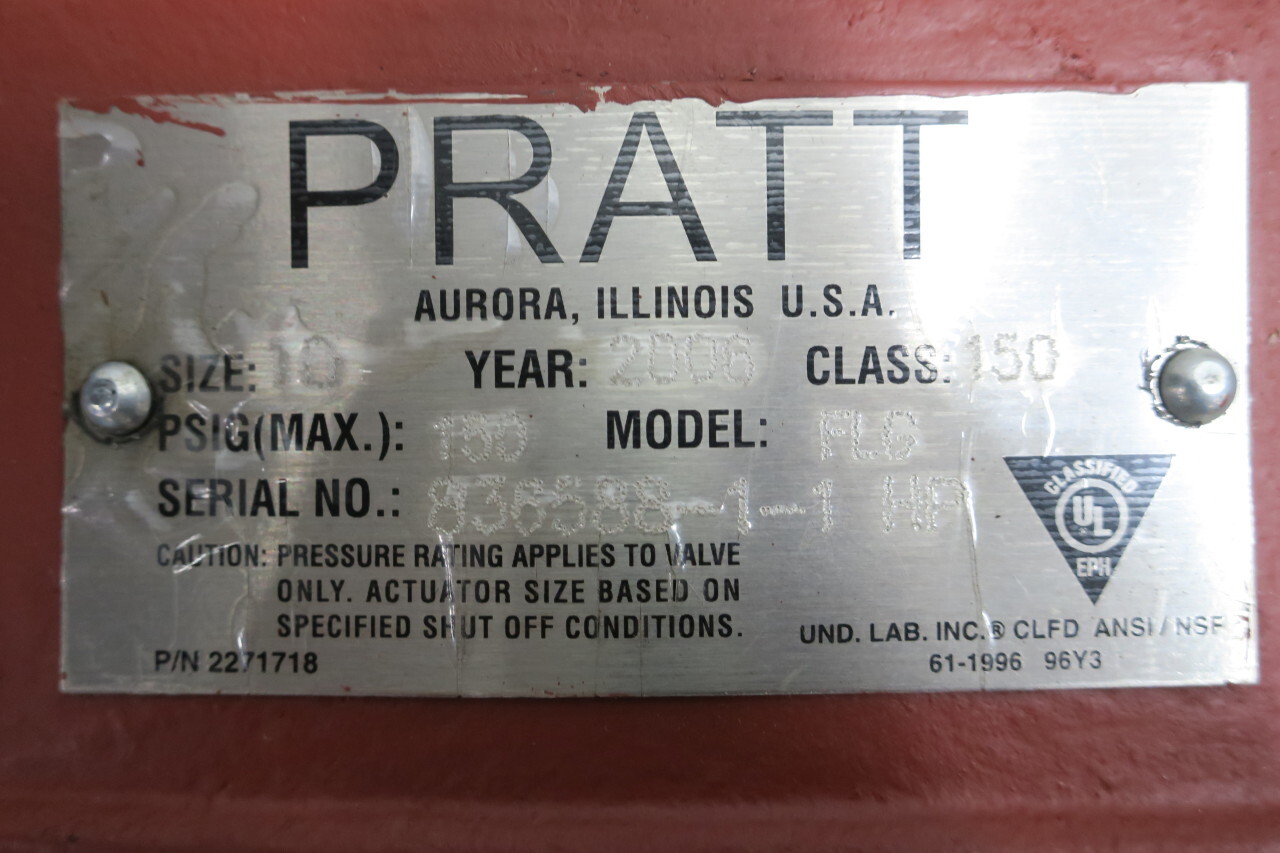 PRATT
AURORA, ILLINOIS U.S.A.
SIZE: 10 YEAR: 2006 CLASS: 150
PSIG(MAX.): 150 MODEL: FLG
SERIAL NO.: 836588-1-1 HP
CLASSIFIED
UL
EPH
CAUTION: PRESSURE RATING APPLIES TO VALVE
ONLY. ACTUATOR SIZE BASED ON
SPECIFIED SHUT OFF CONDITIONS.
UND. LAB. INC.® CLFD ANSI / NSF
P/N 2271718
61-1996 96Y3